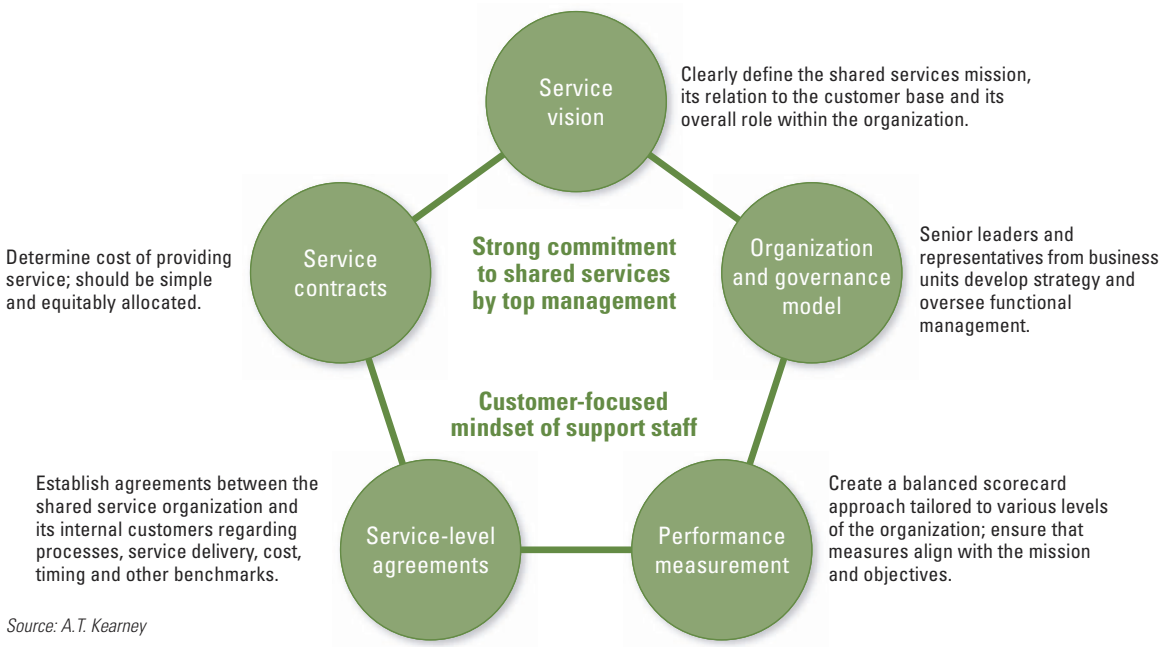 Service
vision
Clearly define the shared services mission,
its relation to the customer base and its
overall role within the organization.
Determine cost of providing
service; should be simple
and equitably allocated.
Service
contracts
Strong commitment
to shared services
by top management
Organization
and governance
model
Senior leaders and
representatives from business
units develop strategy and
oversee functional
management.
Customer-focused
mindset of support staff
Establish agreements between the
shared service organization and
its internal customers regarding
processes, service delivery, cost,
timing and other benchmarks.
Service-level
agreements
Performance
measurement
Create a balanced scorecard
approach tailored to various levels
of the organization; ensure that
measures align with the mission
and objectives.
Source: A.T. Kearney